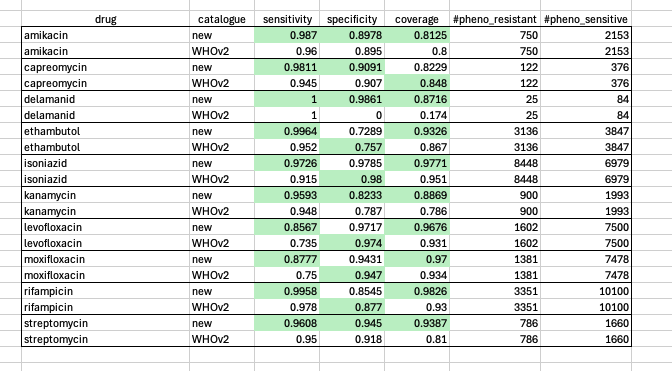 drug catalogue sensitivity specificity coverage #pheno_resistant #pheno_sensitive
amikacin new 0.987 0.8978 0.8125 750 2153
amikacin WHOv2 0.96 0.895 0.8 750 2153
capreomycin new 0.9811 0.9091 0.8229 122 376
capreomycin WHOv2 0.945 0.907 0.848 122 376
delamanid new 1 0.9861 0.8716 25 84
delamanid WHOv2 1 0 0.174 25 84
ethambutol new 0.9964 0.7289 0.9326 3136 3847
ethambutol WHOv2 0.952 0.757 0.867 3136 3847
isoniazid new 0.9726 0.9785 0.9771 8448 6979
isoniazid WHOv2 0.915 0.98 0.951 8448 6979
kanamycin new 0.9593 0.8233 0.8869 900 1993
kanamycin WHOv2 0.948 0.787 0.786 900 1993
levofloxacin new 0.8567 0.9717 0.9676 1602 7500
levofloxacin WHOv2 0.735 0.974 0.931 1602 7500
moxifloxacin new 0.8777 0.9431 0.97 1381 7478
moxifloxacin WHOv2 0.75 0.947 0.934 1381 7478
rifampicin new 0.9958 0.8545 0.9826 3351 10100
rifampicin WHOv2 0.978 0.877 0.93 3351 10100
streptomycin new 0.9608 0.945 0.9387 786 1660
streptomycin WHOv2 0.95 0.918 0.81 786 1660